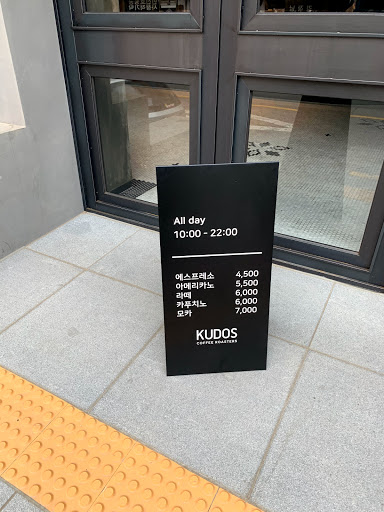 All day
10:00 - 22:00
에스프레소 4,500
아메리카노 5,500
라떼 6,000
카푸치노 6,000
모카 7,000
KUDOS
COFFEE ROASTERS